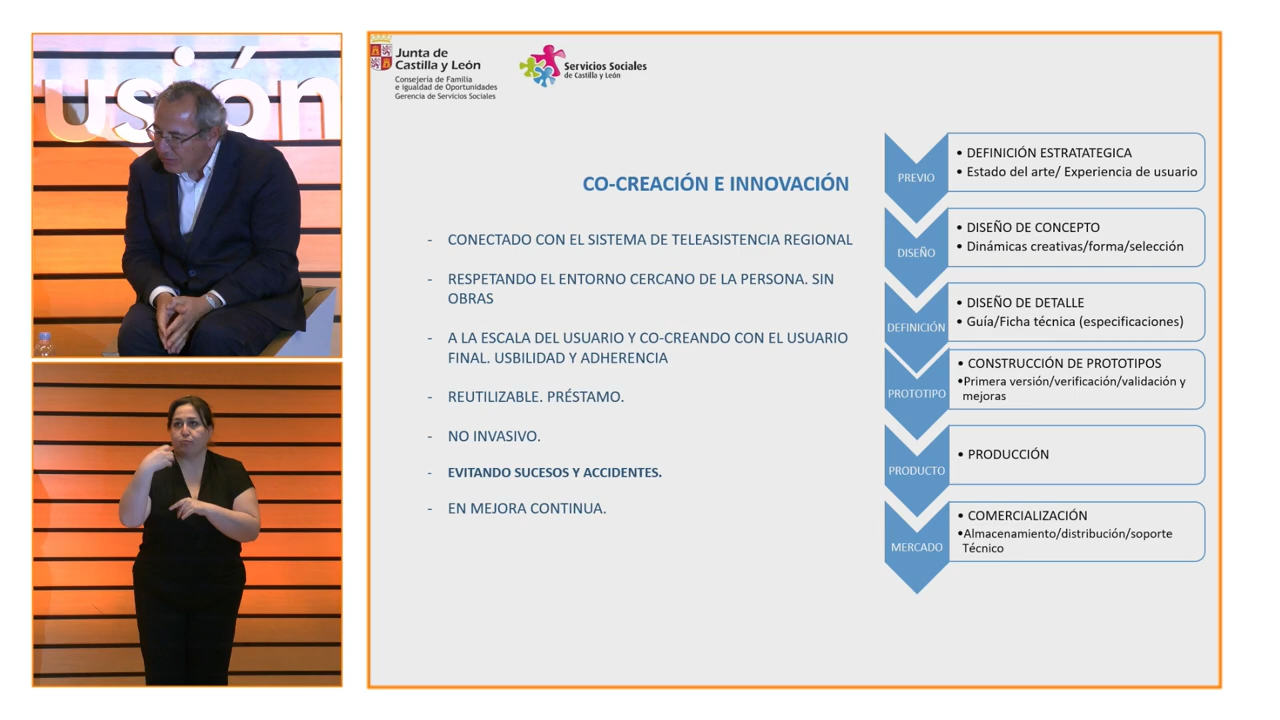 usión
Junta de
Castilla y León
Consejería de Familia
e igualdad de Oportunidades
Gerencia de Servicios Sociales
Servicios Sociales
de Castilla y León
CO-CREACIÓN E INNOVACIÓN
- CONECTADO CON EL SISTEMA DE TELEASISTENCIA REGIONAL
- RESPETANDO EL ENTORNO CERCANO DE LA PERSONA. SIN
OBRAS
- A LA ESCALA DEL USUARIO Y CO-CREANDO CON EL USUARIO
FINAL. USBILIDAD Y ADHERENCIA
- REUTILIZABLE. PRÉSTAMO.
- NO INVASIVO.
- EVITANDO SUCESOS Y ACCIDENTES.
- EN MEJORA CONTINUA.
PREVIO
• DEFINICIÓN ESTRATATEGICA
• Estado del arte/ Experiencia de usuario
DISEÑO
• DISEÑO DE CONCEPTO
• Dinámicas creativas/forma/selección
DEFINICIÓN
• DISEÑO DE DETALLE
• Guía/Ficha técnica (especificaciones)
PROTOTIPO
• CONSTRUCCIÓN DE PROTOTIPOS
•Primera versión/verificación/validación y
mejoras
PRODUCTO
• PRODUCCIÓN
MERCADO
• COMERCIALIZACIÓN
•Almacenamiento/distribución/soporte
Técnico